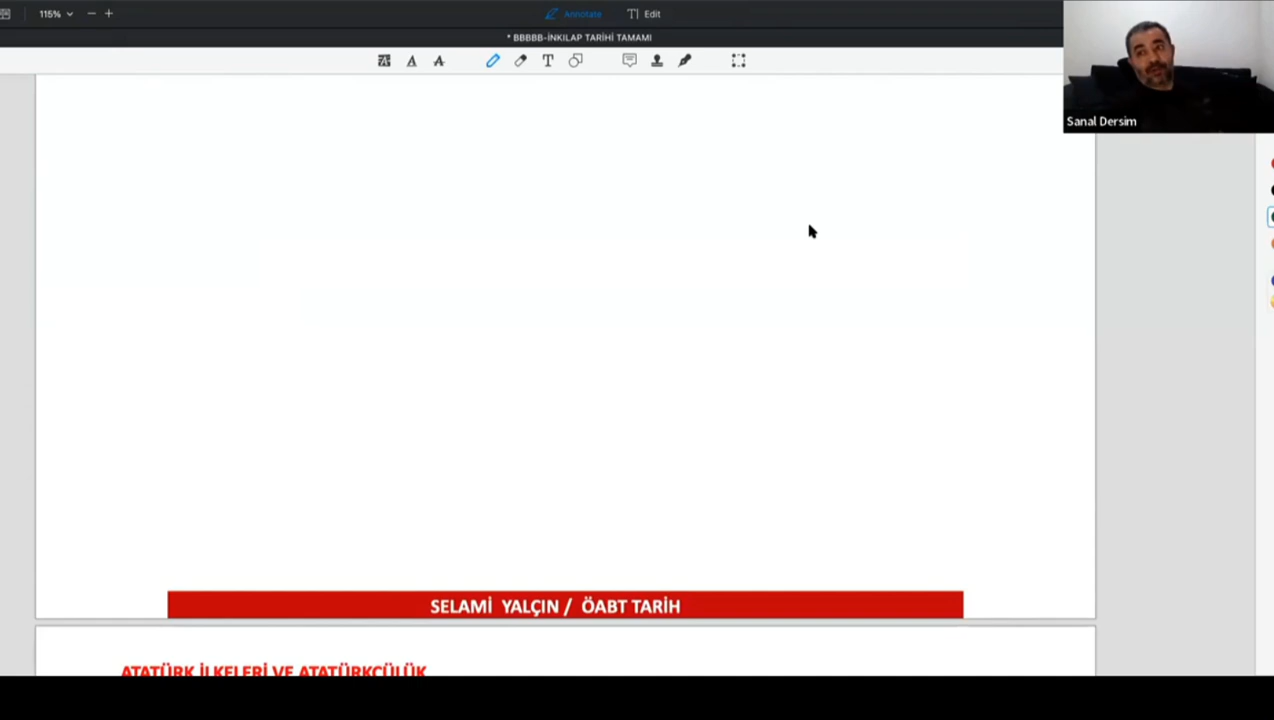 115%
Annotate
Edit
* BBBBB-İNKILAP TARİHİ TAMAMI
Sanal Dersim
SELAMİ YALÇIN / ÖABT TARİH
ATATÜRK İLKELERİ VE ATATÜRKÇÜLÜK